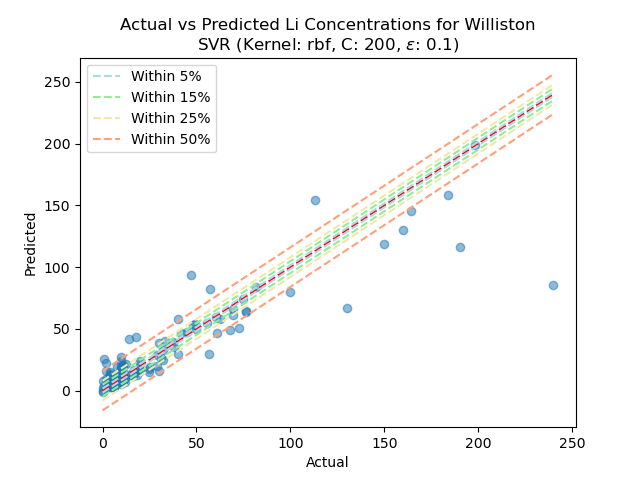 Actual vs Predicted Li Concentrations for Williston
SVR (Kernel: rbf, C: 200, ε: 0.1)
Within 5%
Within 15%
Within 25%
Within 50%
Predicted
250
200
150
100
50
0
0
50
100
150
200
250
Actual